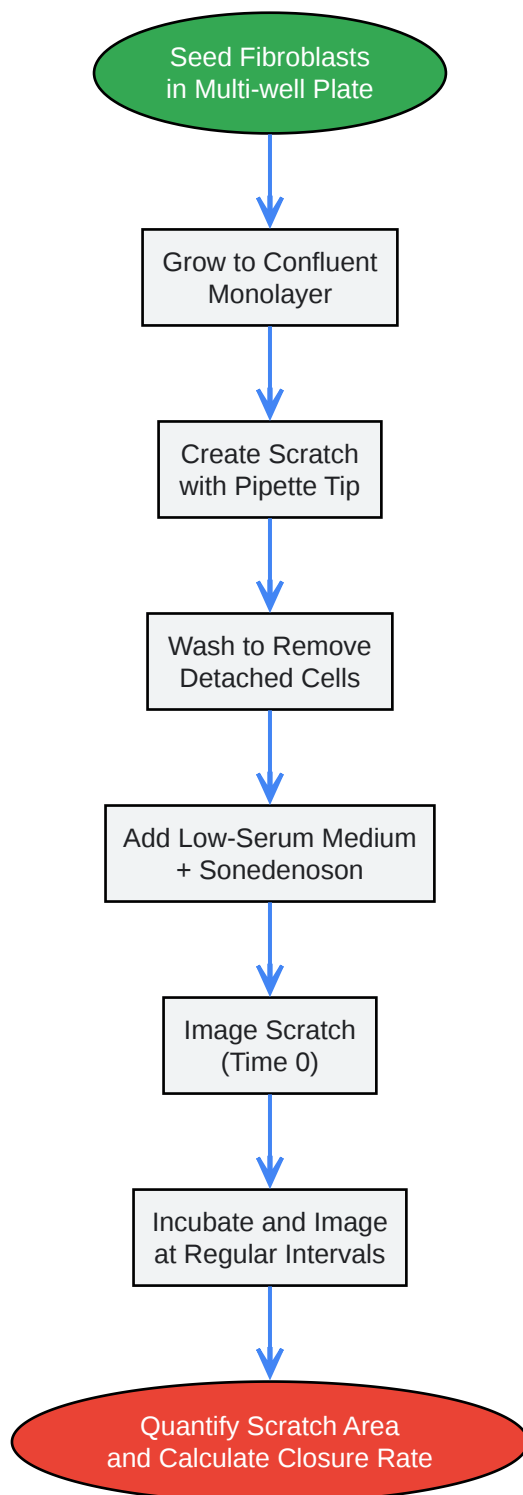 Seed Fibroblasts
in Multi-well Plate
Grow to Confluent
Monolayer
Create Scratch
with Pipette Tip
Wash to Remove
Detached Cells
Add Low-Serum Medium
+ Sonedenoson
Image Scratch
(Time 0)
Incubate and Image
at Regular Intervals
Quantify Scratch Area
and Calculate Closure Rate